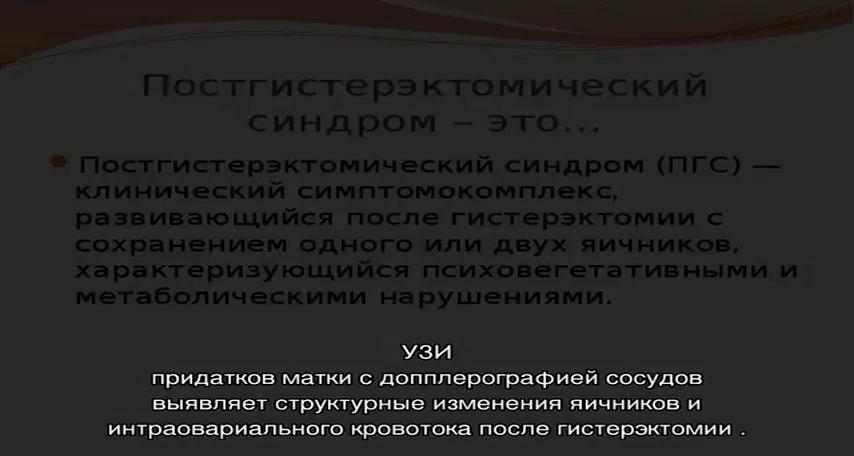 Постгистерэктомический
синдром – это...
Постгистерэктомический синдром (ПГС) —
клинический симптомокомплекс,
развивающийся после гистерэктомии с
сохранением одного или двух яичников,
характеризующийся психовегетативными и
метаболическими нарушениями.
УЗИ
придатков матки с допплерографией сосудов
выявляет структурные изменения яичников и
интраовариального кровотока после гистерэктомии .